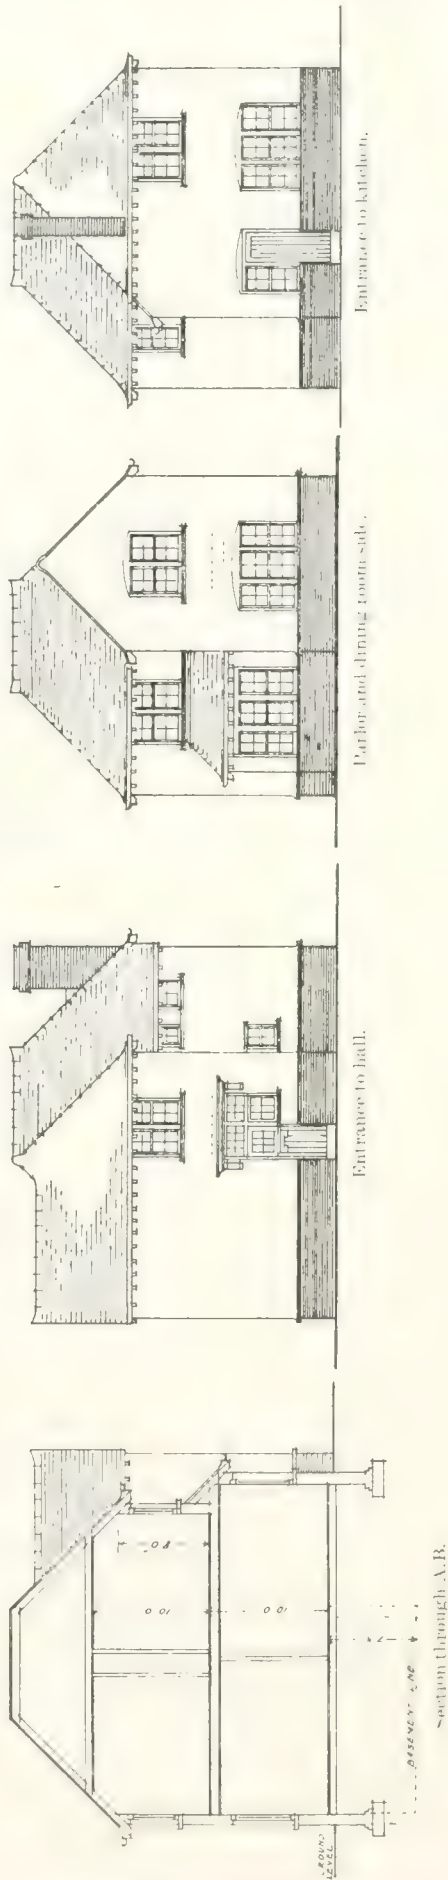 Entrance to kitchen.
Parlor and dining room side.
Entrance to hall.
Section through A.B.
8.0
10.0
10.0
BASEMENT LINE
GROUND
LEVEL